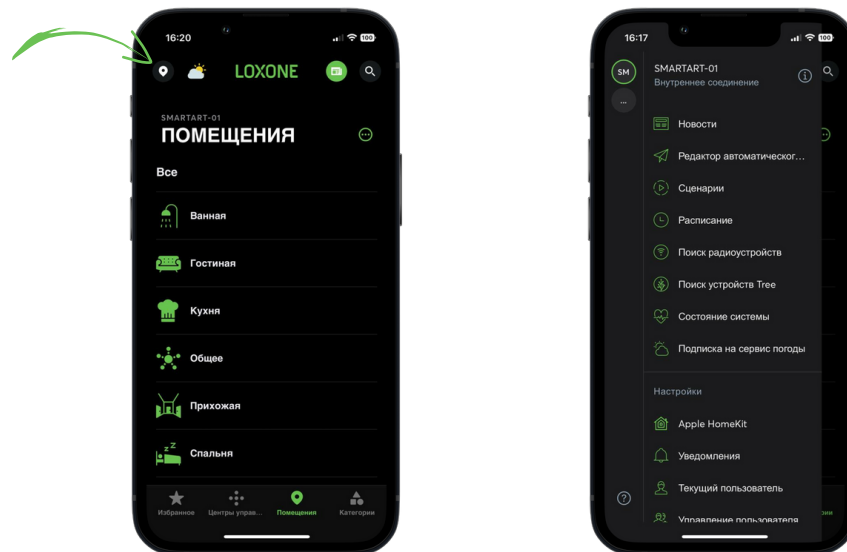 16:20
100
LOXONE
SMARTART-01
ПОМЕЩЕНИЯ
Все
Ванная
Гостиная
Кухня
Общее
Прихожая
Спальня
Избранное
Центры управ...
Помещения
Категории
16:17
100
SM
SMARTART-01
Внутреннее соединение
...
Новости
Редактор автоматическог...
Сценарии
Расписание
Поиск радиоустройств
Поиск устройств Tree
Состояние системы
Подписка на сервис погоды
Настройки
Apple HomeKit
Уведомления
Текущий пользователь
?
Управление пользователя